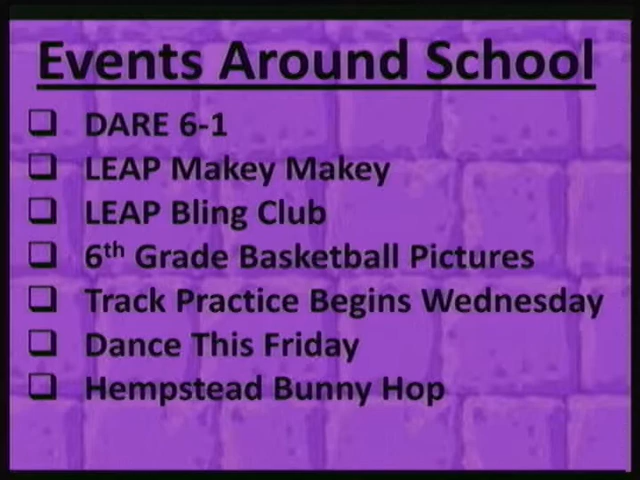 Events Around School
❑ DARE 6-1
❑ LEAP Makey Makey
❑ LEAP Bling Club
❑ 6th Grade Basketball Pictures
❑ Track Practice Begins Wednesday
❑ Dance This Friday
❑ Hempstead Bunny Hop